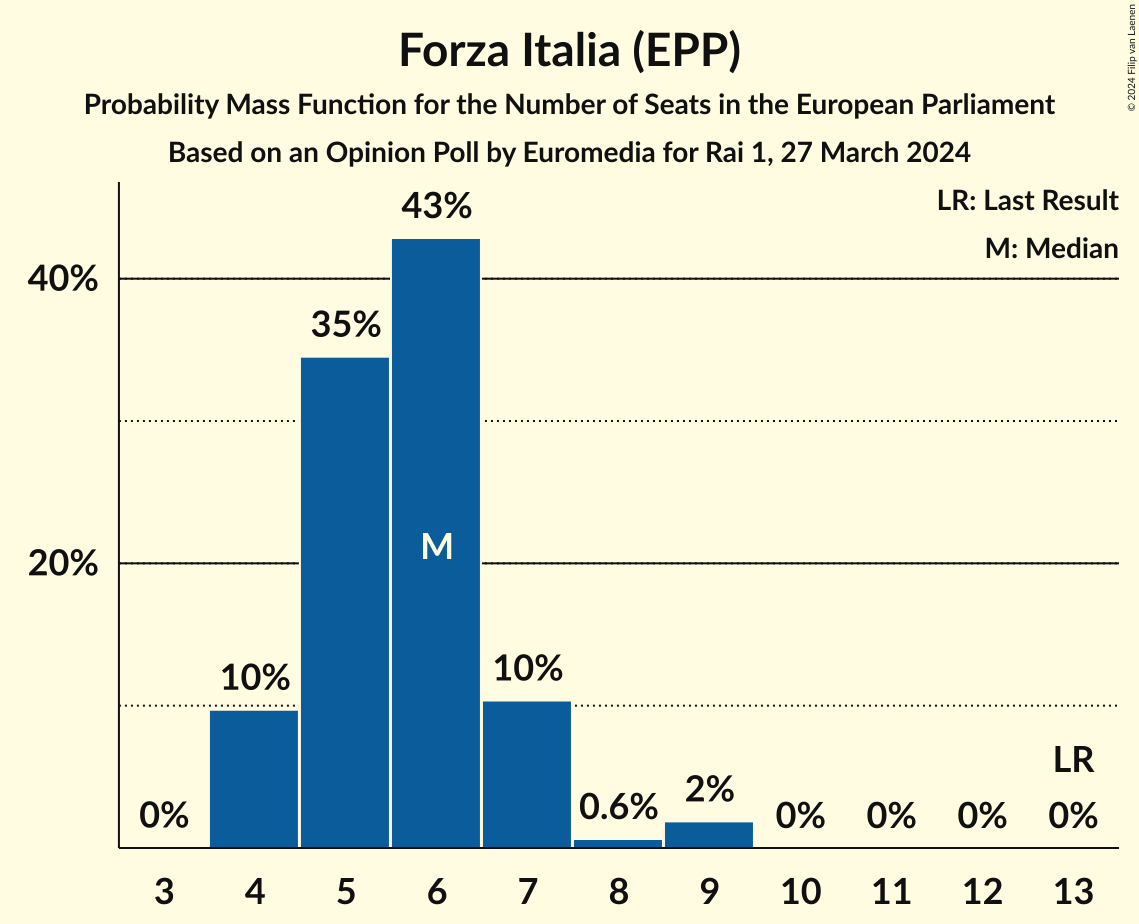 Forza Italia (EPP)
Probability Mass Function for the Number of Seats in the European Parliament
Based on an Opinion Poll by Euromedia for Rai 1, 27 March 2024
© 2024 Filip van Laenen
LR: Last Result
M: Median
43%
40%
35%
M
20%
10%
10%
LR
2%
0.6%
0%
0%
0%
0%
0%
3 4 5 6 7 8 9 10 11 12 13